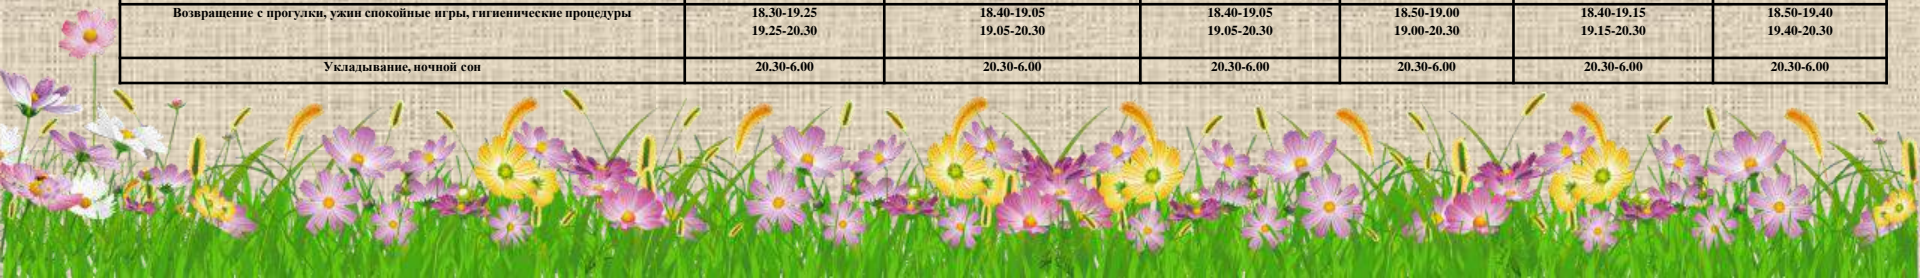 Возвращение с прогулки, ужин спокойные игры, гигиенические процедуры 18.30-19.25 18.40-19.05 18.40-19.05 18.50-19.00 18.40-19.15 18.50-19.40
19.25-20.30 19.05-20.30 19.05-20.30 19.00-20.30 19.15-20.30 19.40-20.30
Укладывание, ночной сон 20.30-6.00 20.30-6.00 20.30-6.00 20.30-6.00 20.30-6.00 20.30-6.00